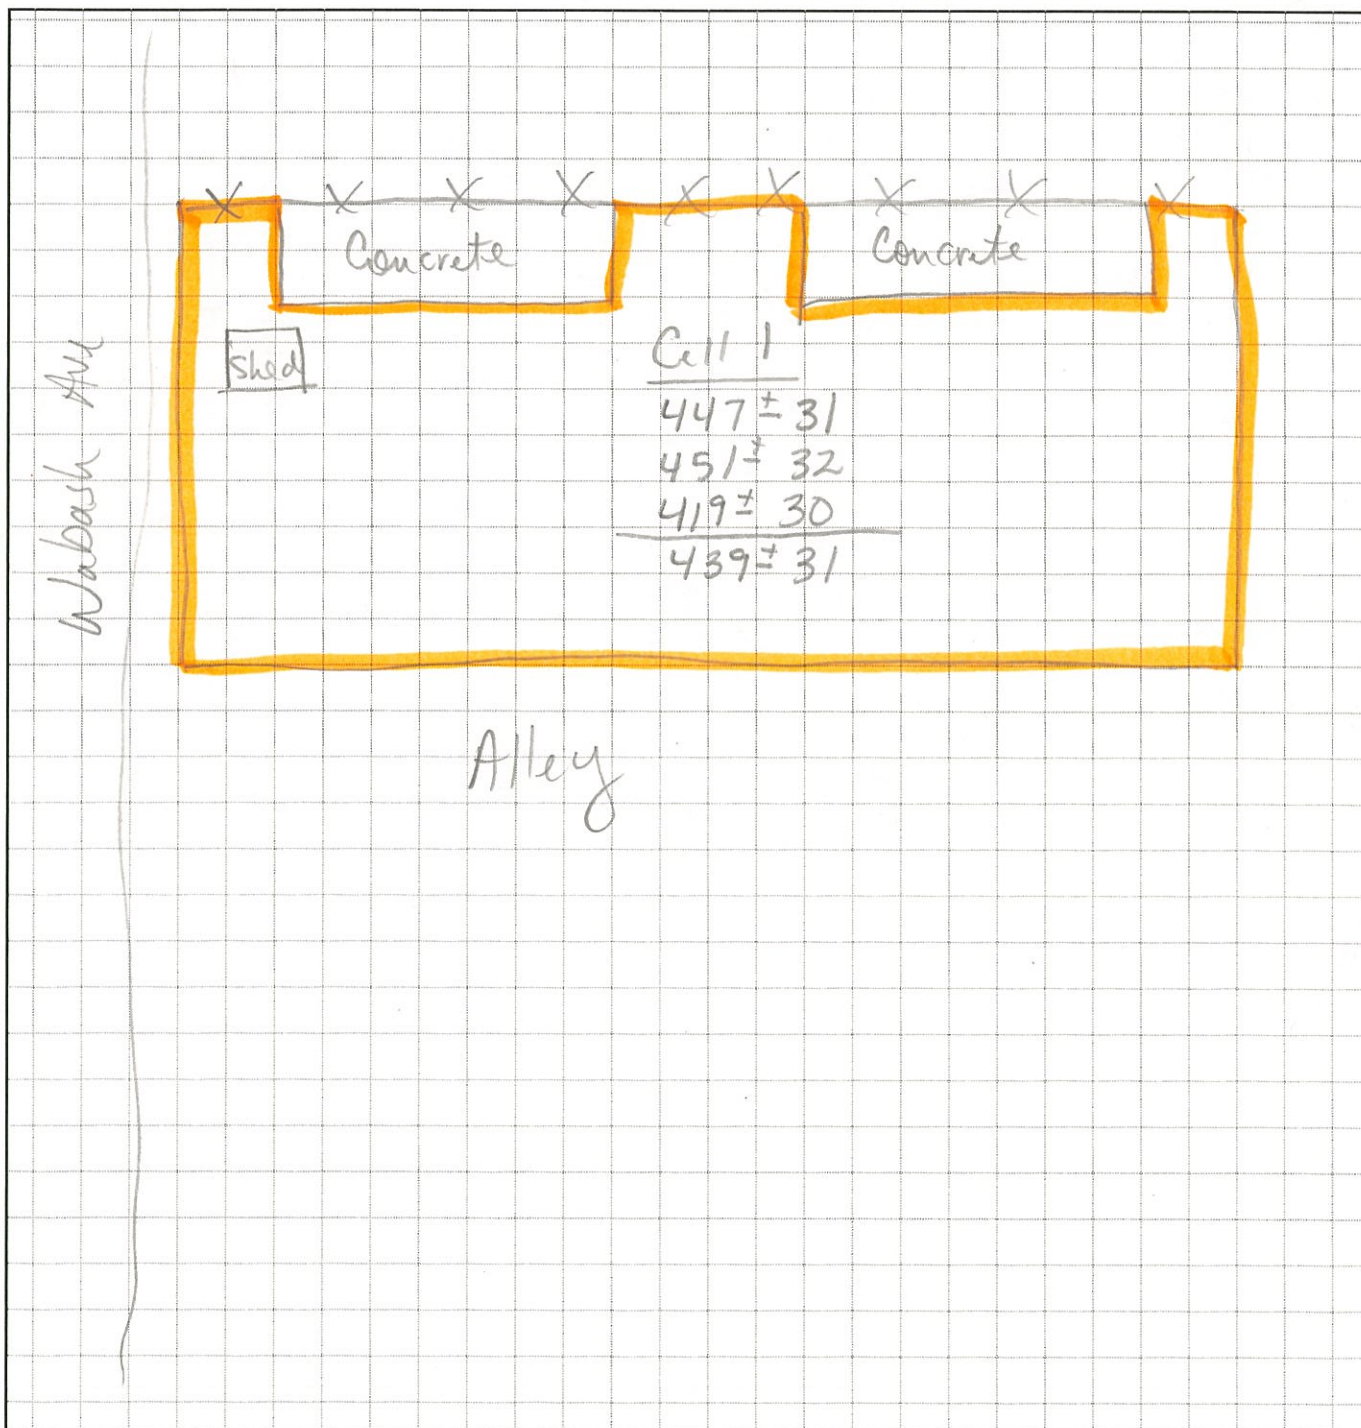 Concrete
Concrete
Shed
Cell 1
447 ± 31
451 ± 32
419 ± 30
439 ± 31
Wabash Ave
Alley